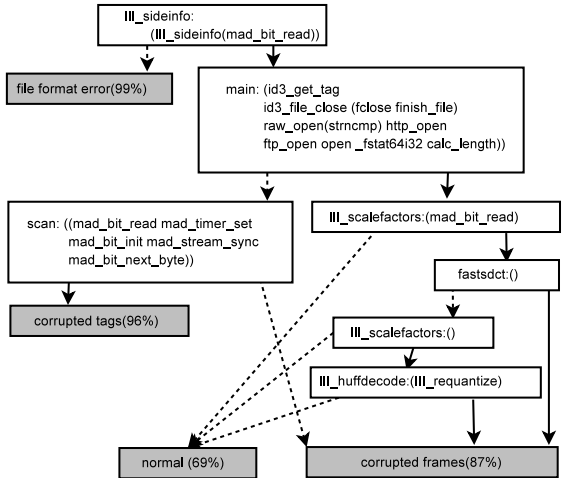 III_sideinfo:
(III_sideinfo(mad_bit_read))
file format error(99%)
main: (id3_get_tag
id3_file_close (fclose finish_file)
raw_open(strncmp) http_open
ftp_open open _fstat64i32 calc_length))
scan: ((mad_bit_read mad_timer_set
mad_bit_init mad_stream_sync
mad_bit_next_byte))
III_scalefactors:(mad_bit_read)
fastsdct:()
corrupted tags(96%)
III_scalefactors:()
III_huffdecode:(III_requantize)
normal (69%)
corrupted frames(87%)